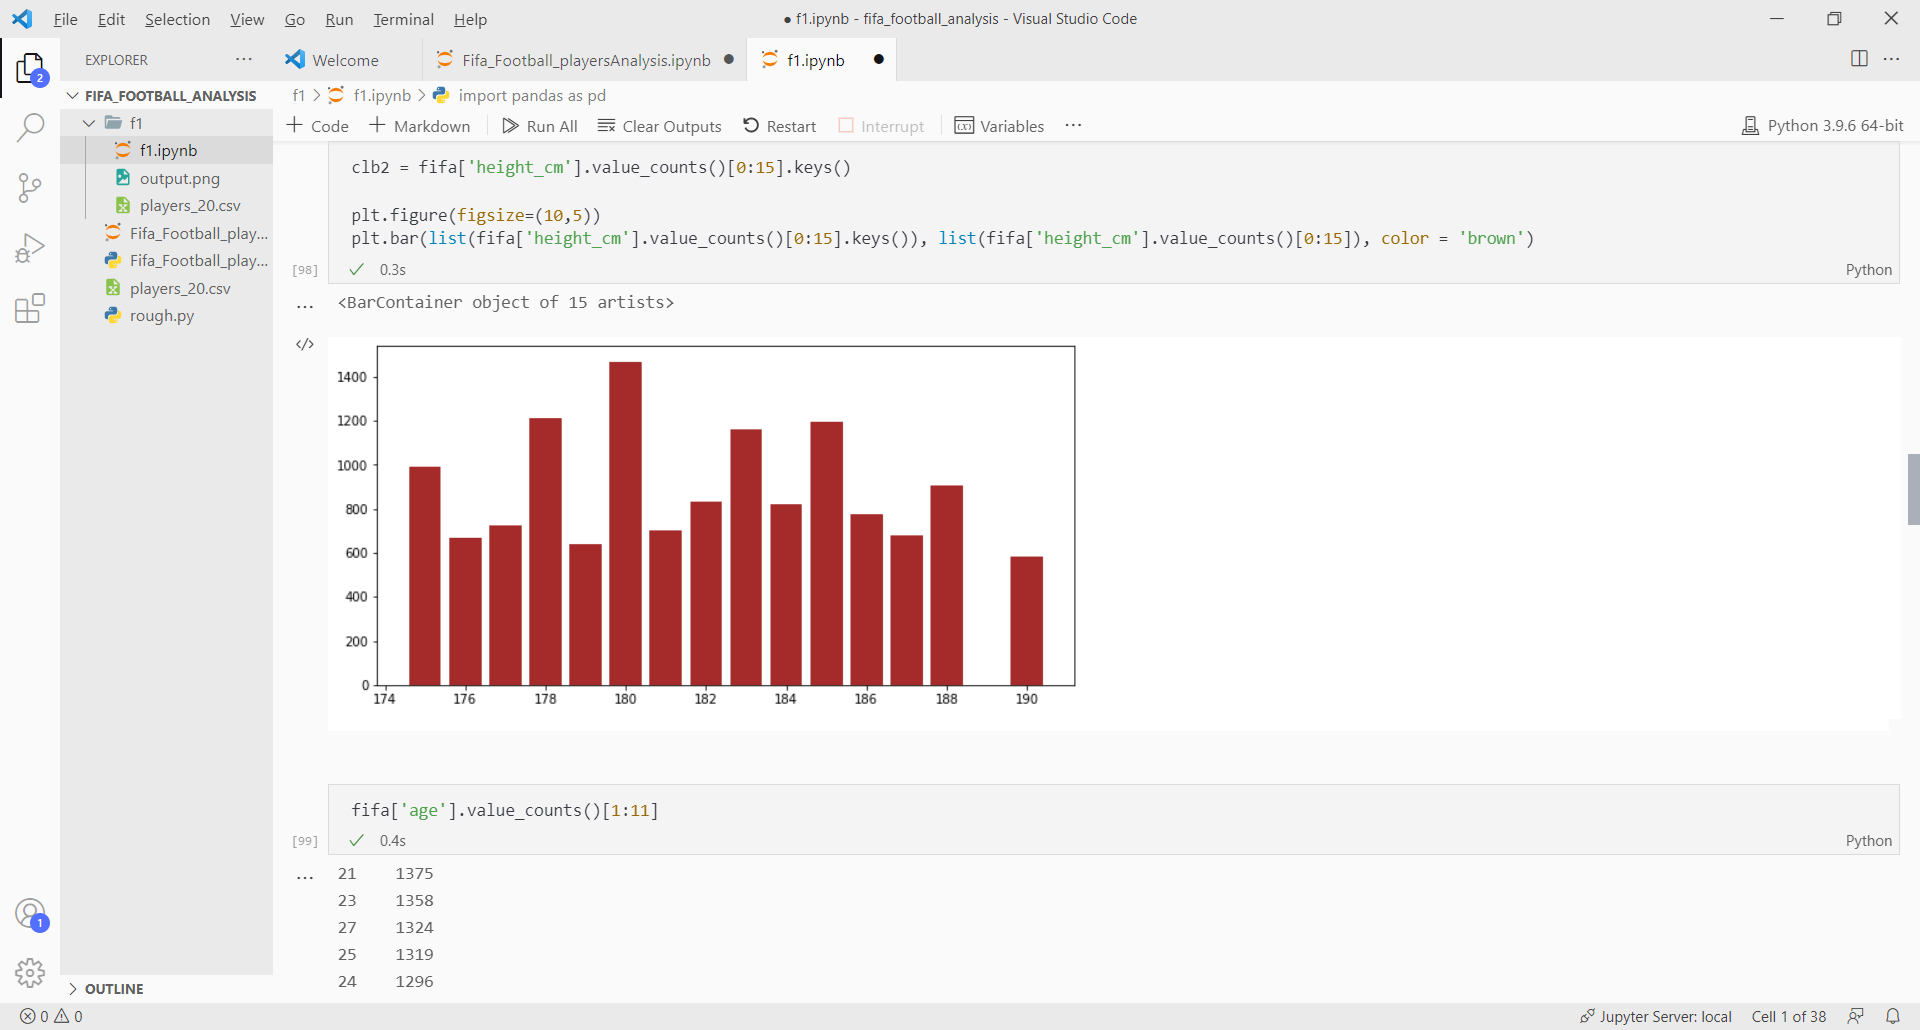 File Edit Selection View Go Run Terminal Help
● f1.ipynb - fifa_football_analysis - Visual Studio Code
EXPLORER ...
Welcome
Fifa_Football_playersAnalysis.ipynb
f1.ipynb
2
FIFA_FOOTBALL_ANALYSIS
f1
f1.ipynb
output.png
players_20.csv
Fifa_Football_play...
Fifa_Football_play...
players_20.csv
rough.py
1
OUTLINE
f1 > f1.ipynb > import pandas as pd
+ Code + Markdown Run All Clear Outputs Restart Interrupt Variables ...
Python 3.9.6 64-bit
clb2 = fifa['height_cm'].value_counts()[0:15].keys()
plt.figure(figsize=(10,5))
plt.bar(list(fifa['height_cm'].value_counts()[0:15].keys()), list(fifa['height_cm'].value_counts()[0:15]), color = 'brown')
[98] ✓ 0.3s Python
... <BarContainer object of 15 artists>
</>
1400
1200
1000
800
600
400
200
0
174 176 178 180 182 184 186 188 190
fifa['age'].value_counts()[1:11]
[99] ✓ 0.4s Python
... 21 1375
23 1358
27 1324
25 1319
24 1296
0 0 Jupyter Server: local Cell 1 of 38